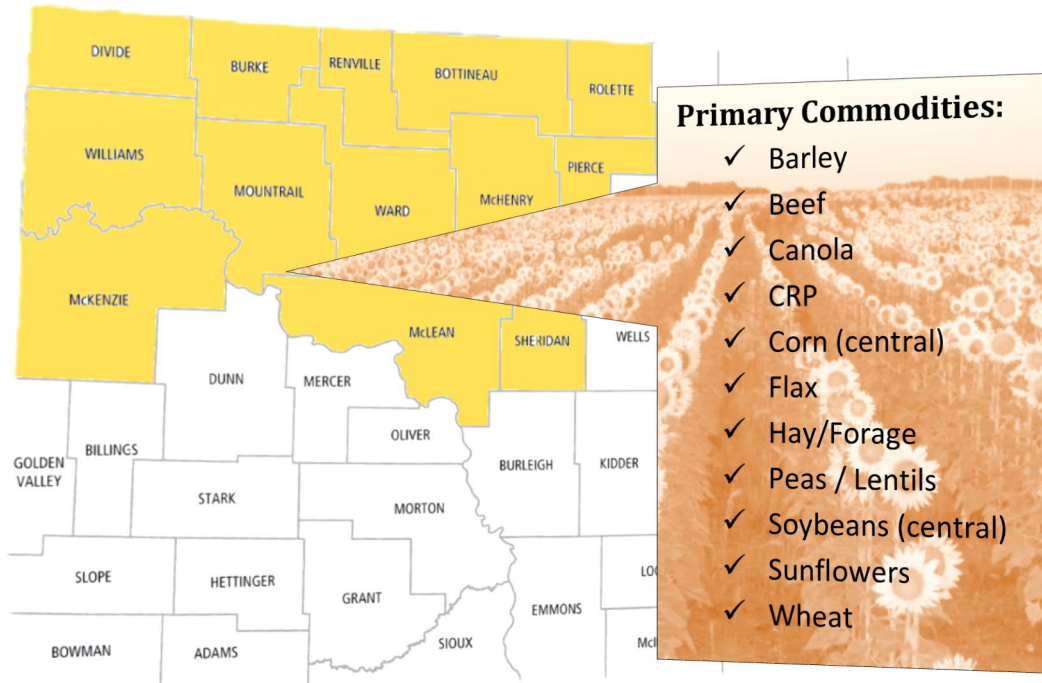 DIVIDE
BURKE
RENVILLE
BOTTINEAU
ROLETTE
WILLIAMS
MOUNTRAIL
WARD
McHENRY
PIERCE
McKENZIE
McLEAN
SHERIDAN
WELLS
DUNN
MERCER
OLIVER
BILLINGS
GOLDEN
VALLEY
STARK
MORTON
BURLEIGH
KIDDER
SLOPE
HETTINGER
GRANT
SIOUX
EMMONS
BOWMAN
ADAMS
Primary Commodities:
✓ Barley
✓ Beef
✓ Canola
✓ CRP
✓ Corn (central)
✓ Flax
✓ Hay/Forage
✓ Peas / Lentils
✓ Soybeans (central)
✓ Sunflowers
✓ Wheat